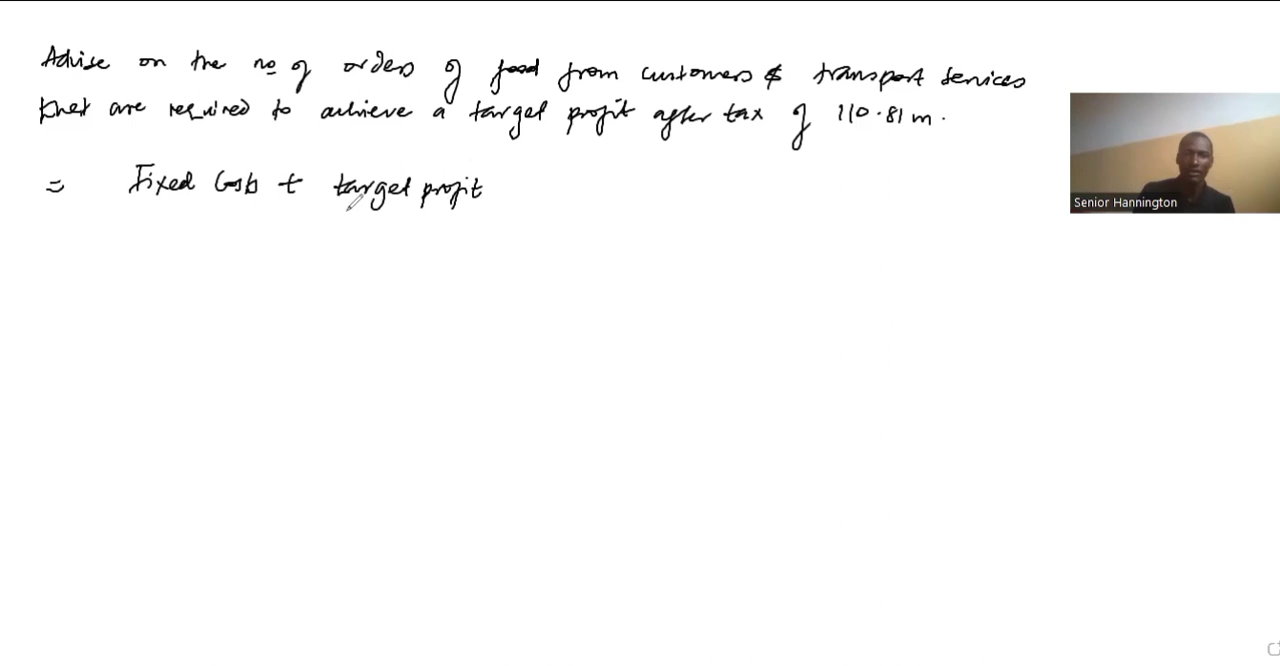 Advise on the no of orders of food from customers & transport services
that are required to achieve a target profit after tax of 110.81 m.
= Fixed Costs + target profit
Senior Hannington